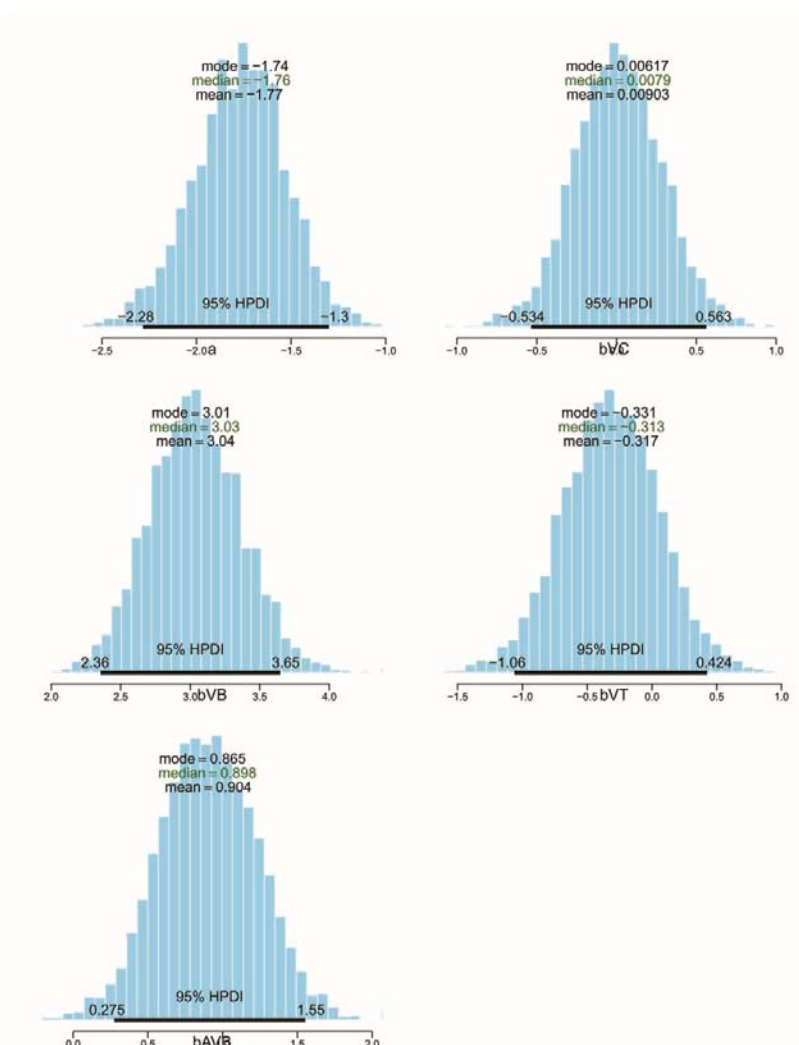 mode = −1.74
median = −1.76
mean = −1.77
95% HPDI
−2.28
−1.3
−2.5
−2.0
−1.5
−1.0
a
mode = 0.00617
median = 0.0079
mean = 0.00903
95% HPDI
−0.534
0.563
−1.0
−0.5
0.5
1.0
bVC
mode = 3.01
median = 3.03
mean = 3.04
95% HPDI
2.36
3.65
2.0
2.5
3.0
3.5
4.0
bVB
mode = −0.331
median = −0.313
mean = −0.317
95% HPDI
−1.06
0.424
−1.5
−1.0
−0.5
0.0
0.5
1.0
bVT
mode = 0.865
median = 0.898
mean = 0.904
95% HPDI
0.275
1.55
0.0
0.5
1.5
2.0
bAVB